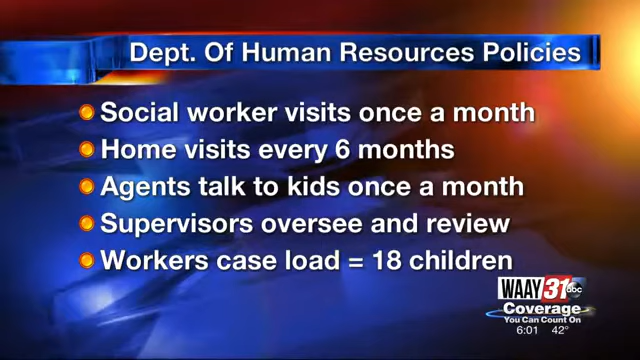 Dept. Of Human Resources Policies
Social worker visits once a month
Home visits every 6 months
Agents talk to kids once a month
Supervisors oversee and review
Workers case load = 18 children
WAAY 31 abc
Coverage
You Can Count On
6:01 42°